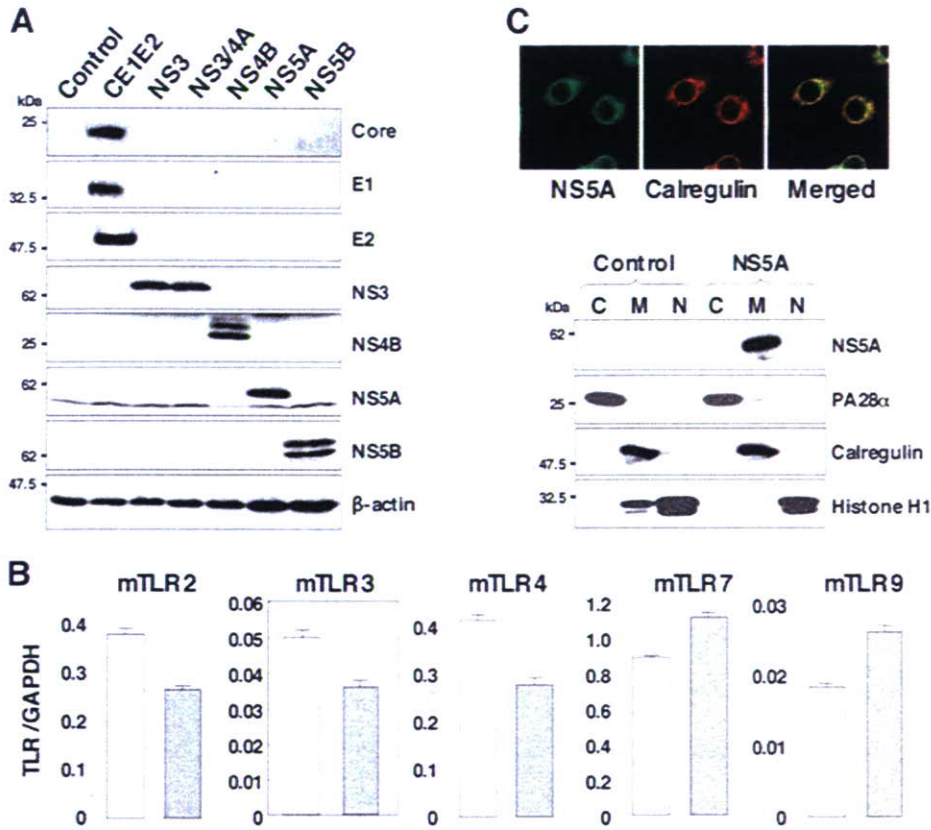 A
Control
CE1E2
NS3
NS3/4A
NS4B
NS5A
NS5B
kDa
25
Core
E1
32.5
E2
47.5
NS3
62
NS4B
25
62
NS5A
NS5B
62
47.5
β-actin
C
NS5A Calregulin Merged
Control NS5A
kDa C M N C M N
62
NS5A
25
PA28α
Calregulin
47.5
32.5
Histone H1
B
TLR/GAPDH
mTLR2
0.4
0.3
0.2
0.1
0
mTLR3
0.06
0.05
0.04
0.03
0.02
0.01
0
mTLR4
0.4
0.3
0.2
0.1
0
mTLR7
1.2
1.0
0.8
0.6
0.4
0.2
0
mTLR9
0.03
0.02
0.01
0